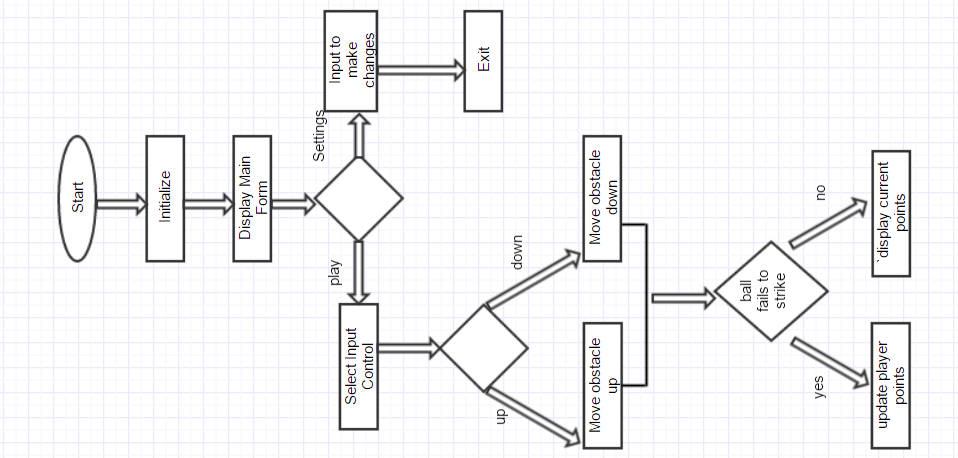 Start
Initialize
Display Main
Form
Settings
Input to
make
changes
Exit
play
Select Input
Control
down
up
Move obstacle
down
Move obstacle
up
ball
fails to
strike
no
yes
`display current
points
update player
points